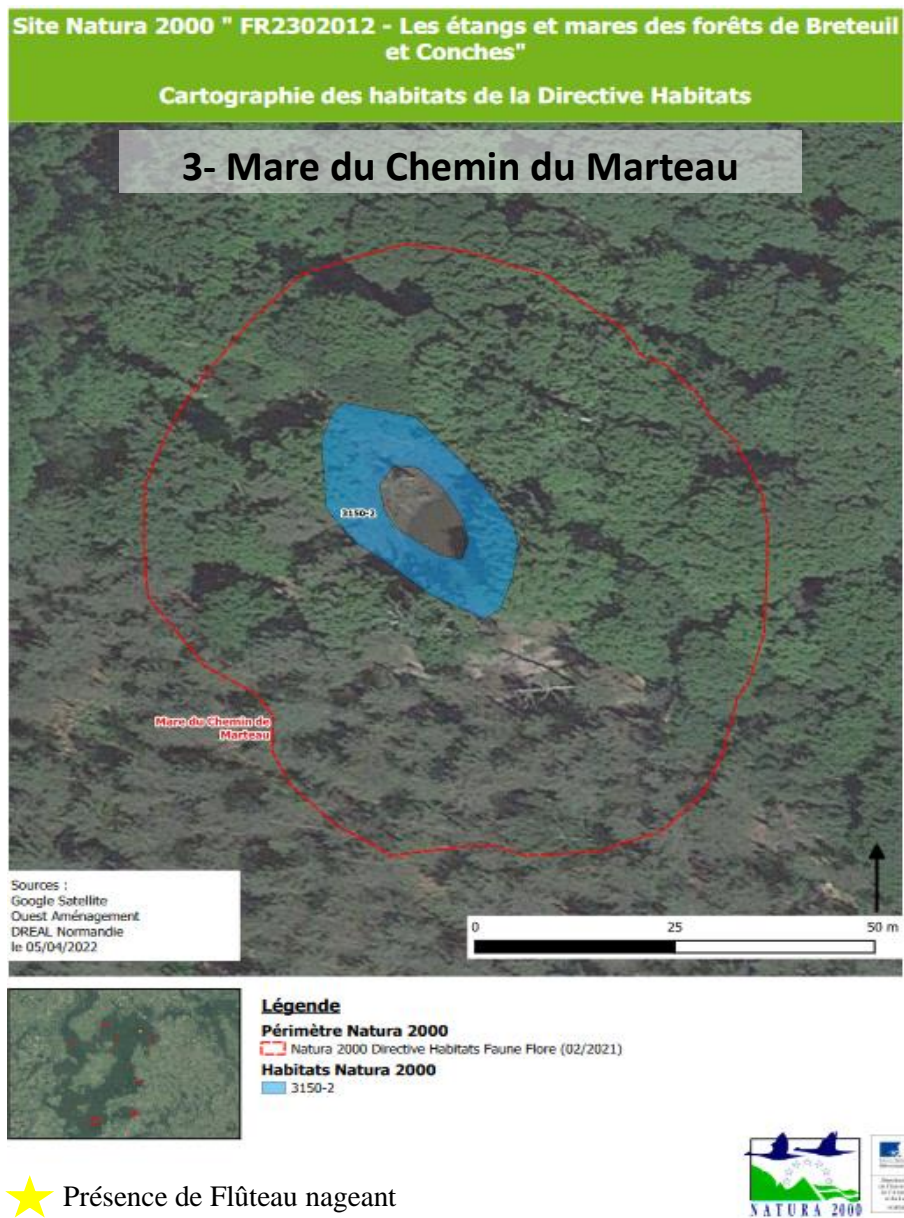 Site Natura 2000 " FR2302012 - Les étangs et mares des forêts de Breteuil
et Conches"
Cartographie des habitats de la Directive Habitats
3- Mare du Chemin du Marteau
3150-2
Mare du Chemin de
Marteau
Sources :
Google Satellite
Ouest Aménagement
DREAL Normandie
le 05/04/2022
0 25 50 m
Légende
Périmètre Natura 2000
Natura 2000 Directive Habitats Faune Flore (02/2021)
Habitats Natura 2000
3150-2
NATURA 2000
Présence de Flûteau nageant